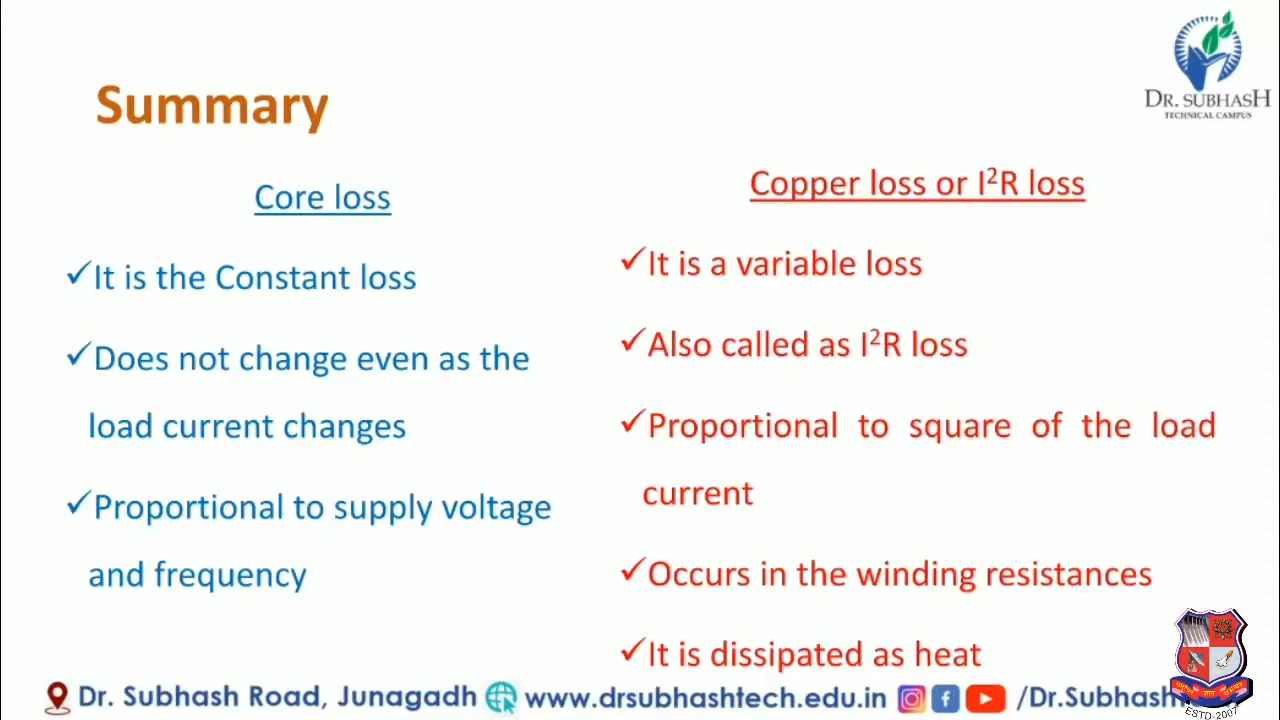 DR. SUBHASH
TECHNICAL CAMPUS
Summary
Core loss
✓It is the Constant loss
✓Does not change even as the
load current changes
✓Proportional to supply voltage
and frequency
Copper loss or I²R loss
✓It is a variable loss
✓Also called as I²R loss
✓Proportional to square of the load
current
✓Occurs in the winding resistances
✓It is dissipated as heat
Dr. Subhash Road, Junagadh www.drsubhashtech.edu.in /Dr.Subhash
ESTD-2007